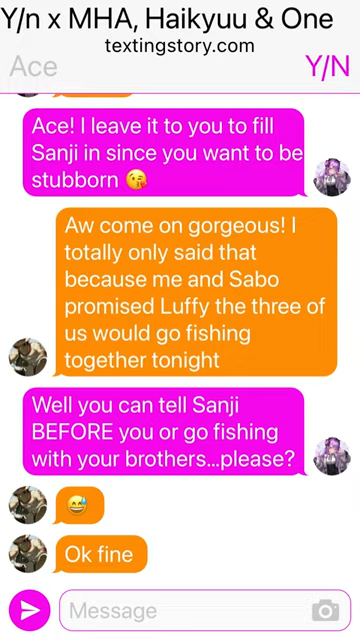 Y/n x MHA, Haikyuu & One
textingstory.com
Ace
Y/N
Ace! I leave it to you to fill
Sanji in since you want to be
stubborn 😘
Aw come on gorgeous! I
totally only said that
because me and Sabo
promised Luffy the three of
us would go fishing
together tonight
Well you can tell Sanji
BEFORE you or go fishing
with your brothers...please?
😅
Ok fine
Message